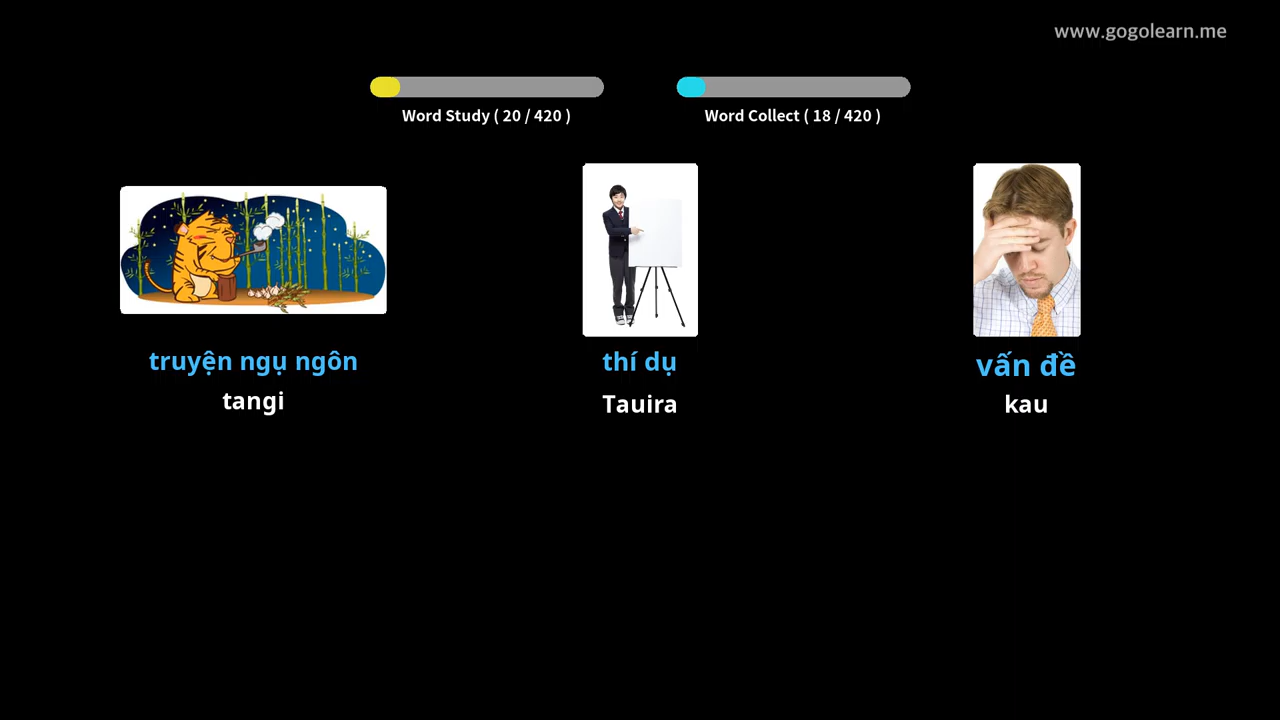 www.gogolearn.me
Word Study ( 20 / 420 )
Word Collect ( 18 / 420 )
truyện ngụ ngôn
tangi
thí dụ
Tauira
vấn đề
kau